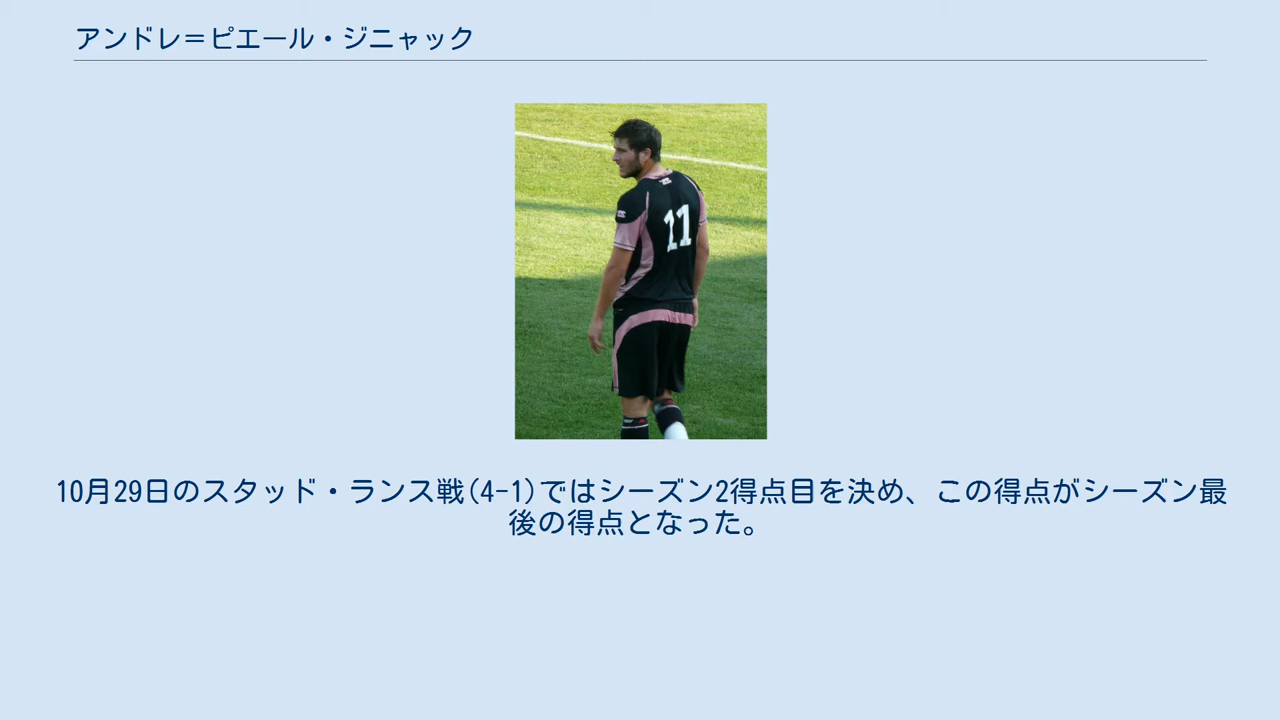 アンドレ＝ピエール・ジニャック
11
10月29日のスタッド・ランス戦(4-1)ではシーズン2得点目を決め、この得点がシーズン最
後の得点となった。